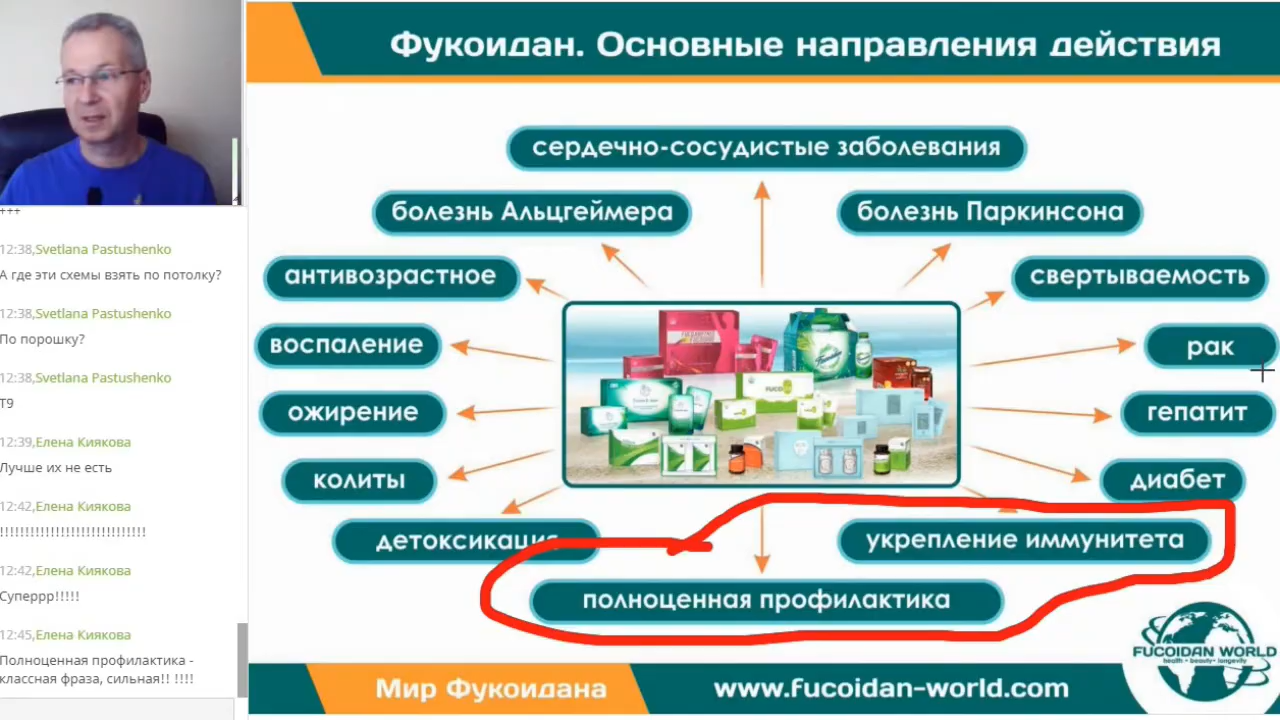 Фукоидан. Основные направления действия
сердечно-сосудистые заболевания
болезнь Альцгеймера
болезнь Паркинсона
антивозрастное
свертываемость
воспаление
рак
ожирение
гепатит
колиты
диабет
детоксикация
укрепление иммунитета
полноценная профилактика
FUCOIDAN WORLD
health • beauty • longevity
Мир Фукоидана
www.fucoidan-world.com
+++
12:38,Svetlana Pastushenko
А где эти схемы взять по потолку?
12:38,Svetlana Pastushenko
По порошку?
12:38,Svetlana Pastushenko
Т9
12:39,Елена Киякова
Лучше их не есть
12:42,Елена Киякова
!!!!!!!!!!!!!!!!!!!!!!!!!!!!!!
12:42,Елена Киякова
Суперрр!!!!!
12:45,Елена Киякова
Полноценная профилактика -
классная фраза, сильная!! !!!!